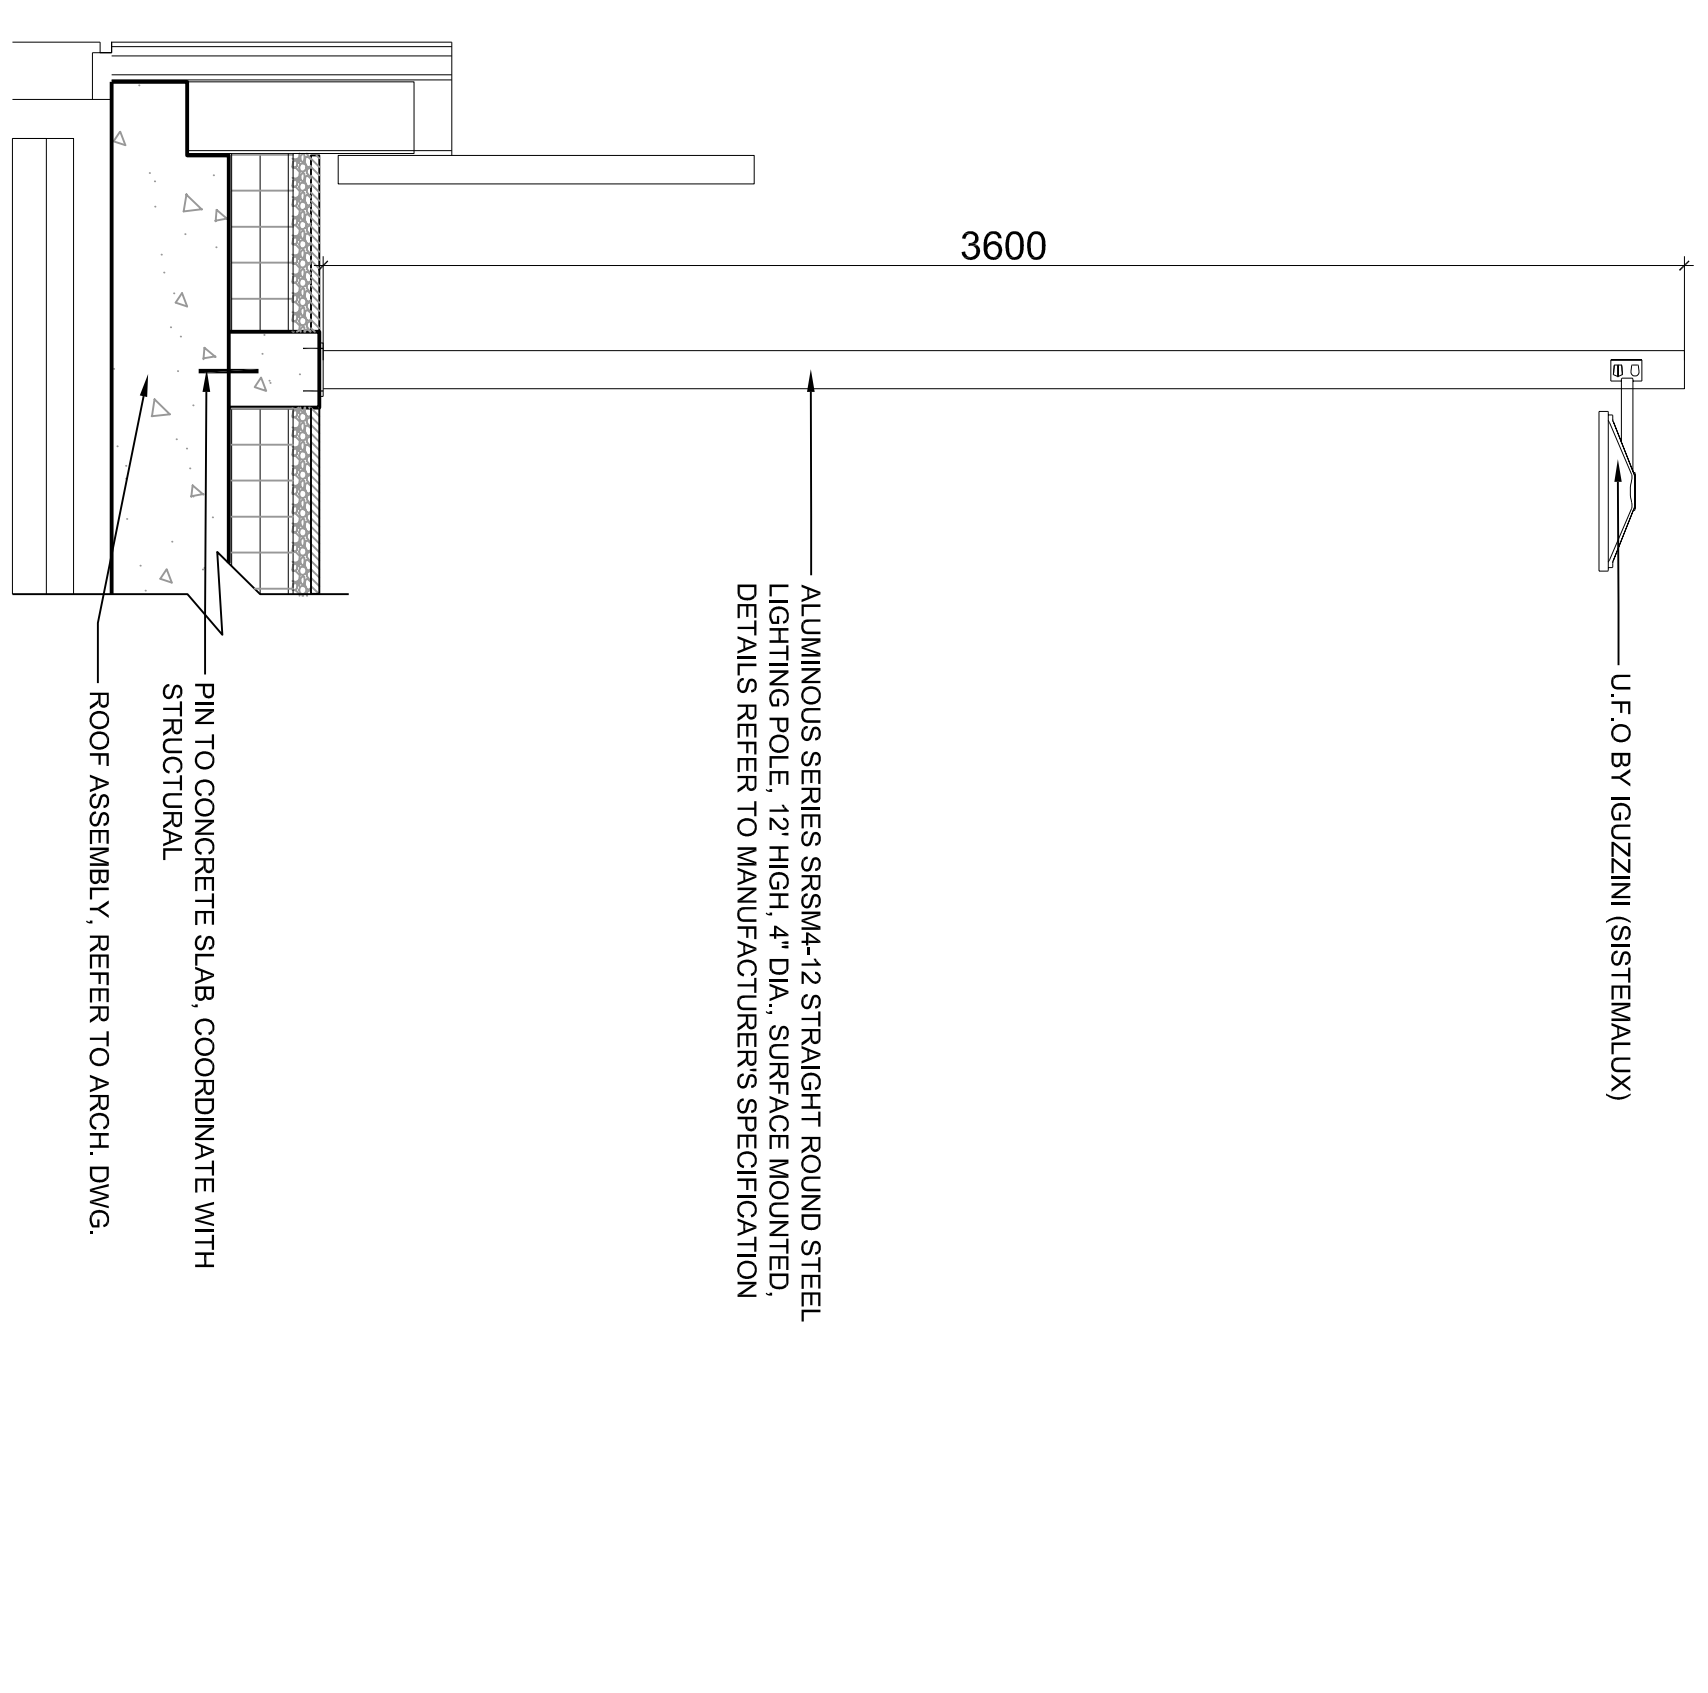 3600
U.F.O BY IGUZZINI (SISTEMALUX)
ALUMINOUS SERIES SRSM4-12 STRAIGHT ROUND STEEL
LIGHTING POLE, 12' HIGH, 4" DIA., SURFACE MOUNTED,
DETAILS REFER TO MANUFACTURER'S SPECIFICATION
PIN TO CONCRETE SLAB, COORDINATE WITH
STRUCTURAL
ROOF ASSEMBLY, REFER TO ARCH. DWG.